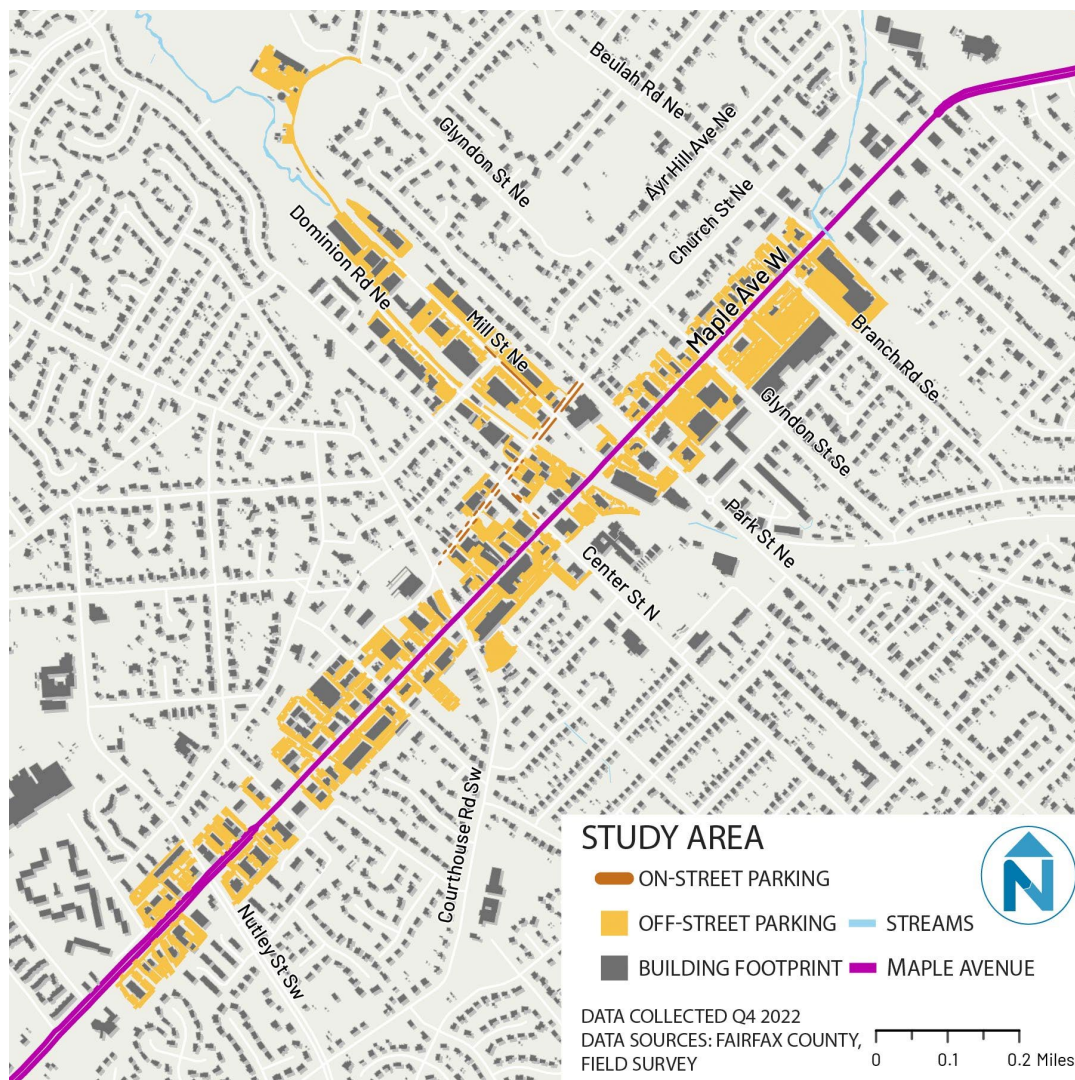 Beulah Rd Ne
Glyndon St Ne
Ayr Hill Ave Ne
Church St Ne
Dominion Rd Ne
Mill St Ne
Maple Ave W
Branch Rd Se
Glyndon St Se
Park St Ne
Center St N
Courthouse Rd Sw
Nutley St Sw
STUDY AREA
ON-STREET PARKING
OFF-STREET PARKING
STREAMS
BUILDING FOOTPRINT
MAPLE AVENUE
N
DATA COLLECTED Q4 2022
DATA SOURCES: FAIRFAX COUNTY,
FIELD SURVEY
0 0.1 0.2 Miles